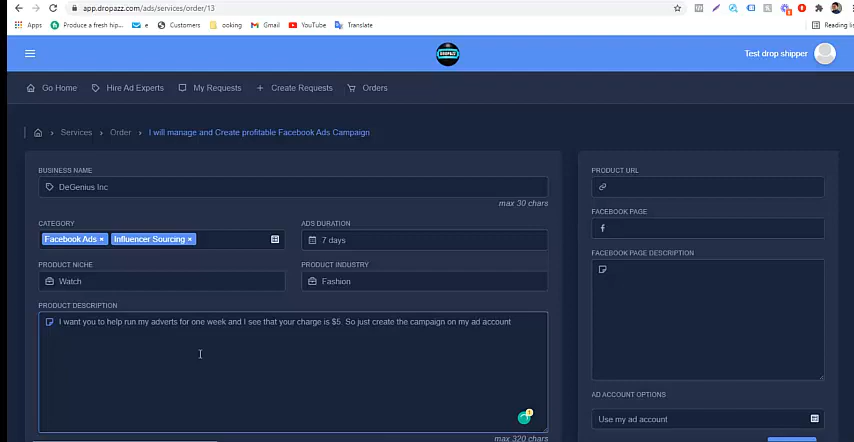 app.dropazz.com/ads/services/order/13
Apps Produce a fresh hip... e Customers ooking Gmail YouTube Translate Reading lis
DROPAZZ Test drop shipper
Go Home Hire Ad Experts My Requests Create Requests Orders
Services Order I will manage and Create profitable Facebook Ads Campaign
BUSINESS NAME
DeGenius Inc
max 30 chars
CATEGORY ADS DURATION
Facebook Ads × Influencer Sourcing × 7 days
PRODUCT NICHE PRODUCT INDUSTRY
Watch Fashion
PRODUCT DESCRIPTION
I want you to help run my adverts for one week and I see that your charge is $5. So just create the campaign on my ad account
max 320 chars
PRODUCT URL
FACEBOOK PAGE
FACEBOOK PAGE DESCRIPTION
AD ACCOUNT OPTIONS
Use my ad account